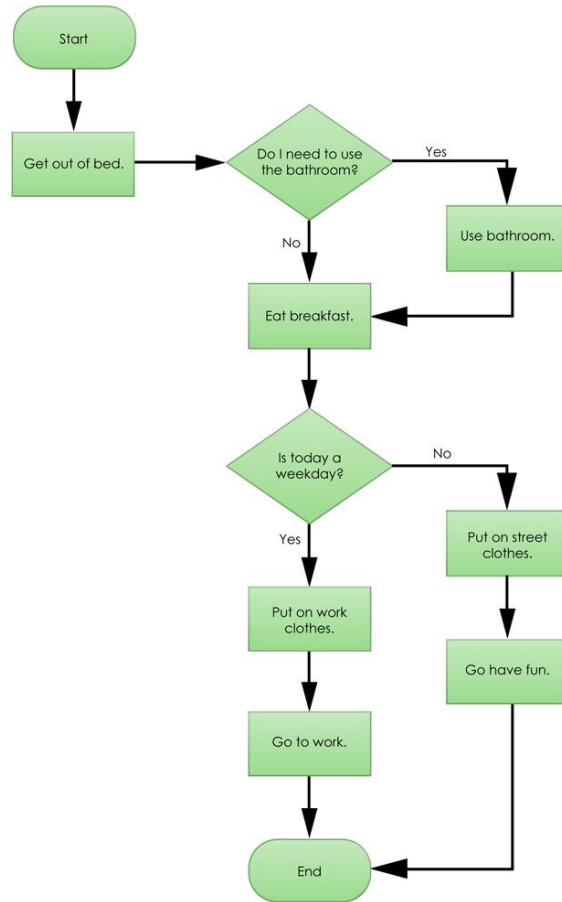 Start
Get out of bed.
Do I need to use
the bathroom?
Yes
Use bathroom.
No
Eat breakfast.
Is today a
weekday?
No
Put on street
clothes.
Yes
Put on work
clothes.
Go have fun.
Go to work.
End